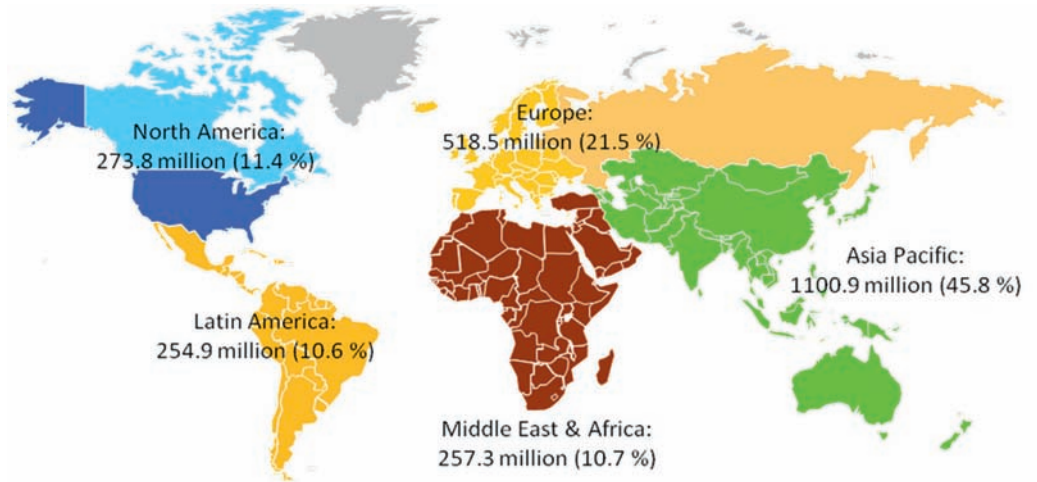 North America:
273.8 million (11.4 %)
Europe:
518.5 million (21.5 %)
Asia Pacific:
1100.9 million (45.8 %)
Latin America:
254.9 million (10.6 %)
Middle East & Africa:
257.3 million (10.7 %)